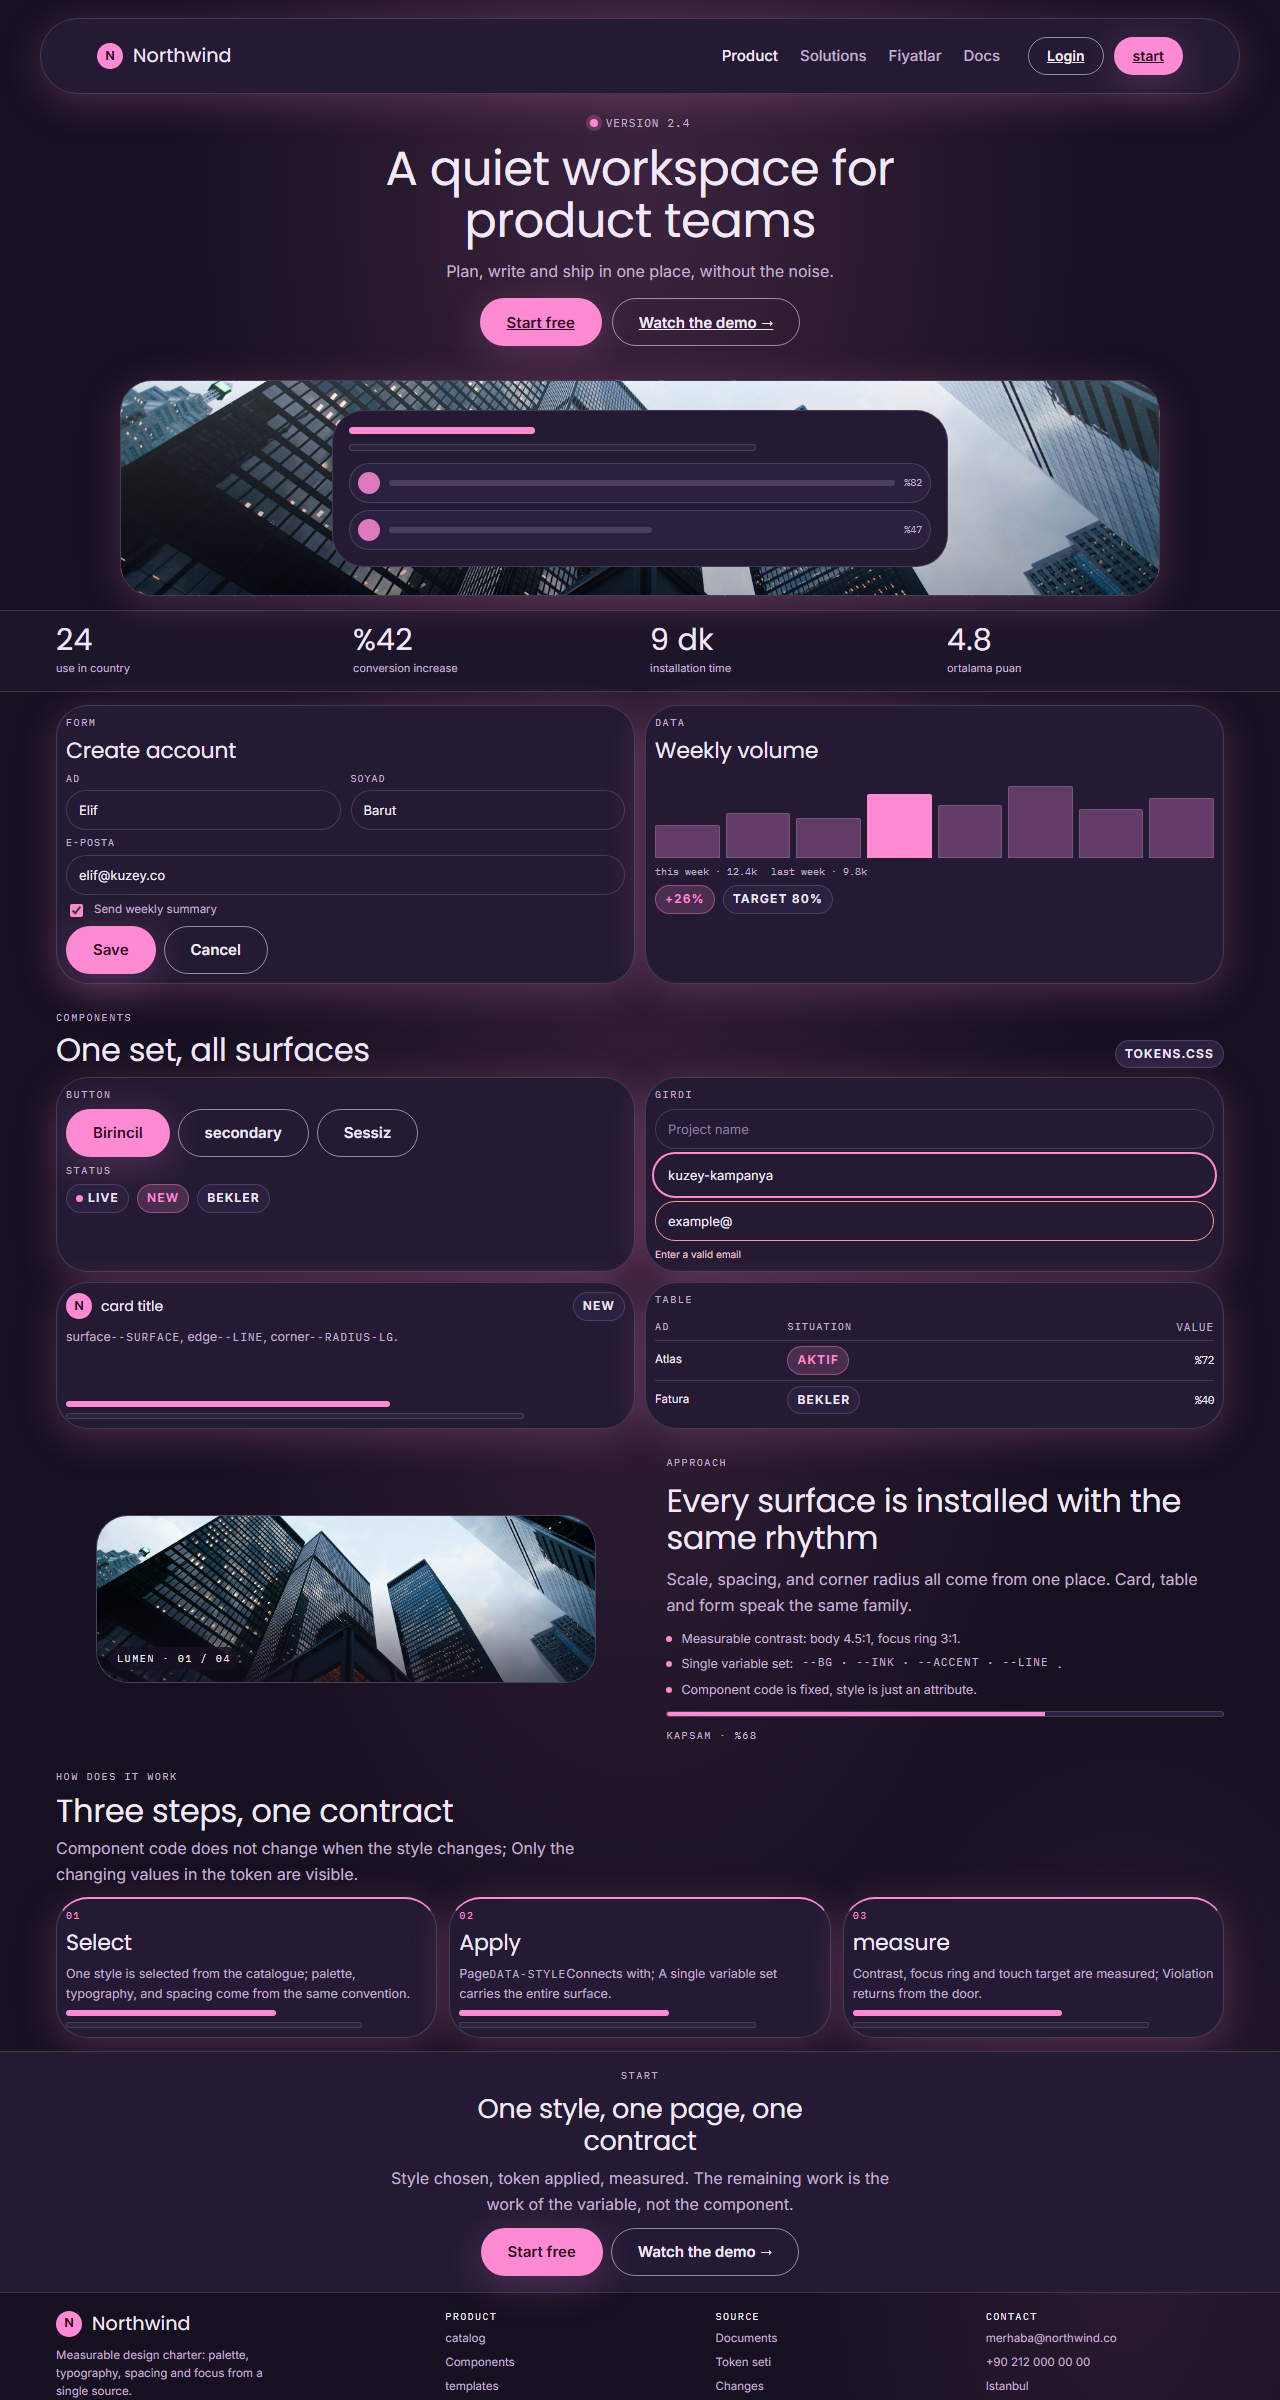 N Northwind
Product Solutions Fiyatlar Docs Login start
VERSION 2.4
A quiet workspace for
product teams
Plan, write and ship in one place, without the noise.
Start free Watch the demo →
%82
%47
24 %42 9 dk 4.8
use in country conversion increase installation time ortalama puan
FORM
Create account
AD SOYAD
Elif Barut
E-POSTA
elif@kuzey.co
Send weekly summary
Save Cancel
DATA
Weekly volume
this week · 12.4k last week · 9.8k
+26% TARGET 80%
COMPONENTS
One set, all surfaces
TOKENS.CSS
BUTTON
Birincil secondary Sessiz
STATUS
LIVE NEW BEKLER
GIRDI
Project name
kuzey-kampanya
example@
Enter a valid email
N card title NEW
surface--SURFACE, edge--LINE, corner--RADIUS-LG.
TABLE
AD SITUATION VALUE
Atlas AKTIF %72
Fatura BEKLER %40
LUMEN · 01 / 04
APPROACH
Every surface is installed with the
same rhythm
Scale, spacing, and corner radius all come from one place. Card, table
and form speak the same family.
Measurable contrast: body 4.5:1, focus ring 3:1.
Single variable set: --BG · --INK · --ACCENT · --LINE .
Component code is fixed, style is just an attribute.
KAPSAM · %68
HOW DOES IT WORK
Three steps, one contract
Component code does not change when the style changes; Only the
changing values in the token are visible.
01
Select
One style is selected from the catalogue; palette,
typography, and spacing come from the same convention.
02
Apply
PageDATA-STYLEConnects with; A single variable set
carries the entire surface.
03
measure
Contrast, focus ring and touch target are measured; Violation
returns from the door.
START
One style, one page, one
contract
Style chosen, token applied, measured. The remaining work is the
work of the variable, not the component.
Start free Watch the demo →
N Northwind
Measurable design charter: palette,
typography, spacing and focus from a
single source.
PRODUCT
catalog
Components
templates
SOURCE
Documents
Token seti
Changes
CONTACT
merhaba@northwind.co
+90 212 000 00 00
Istanbul